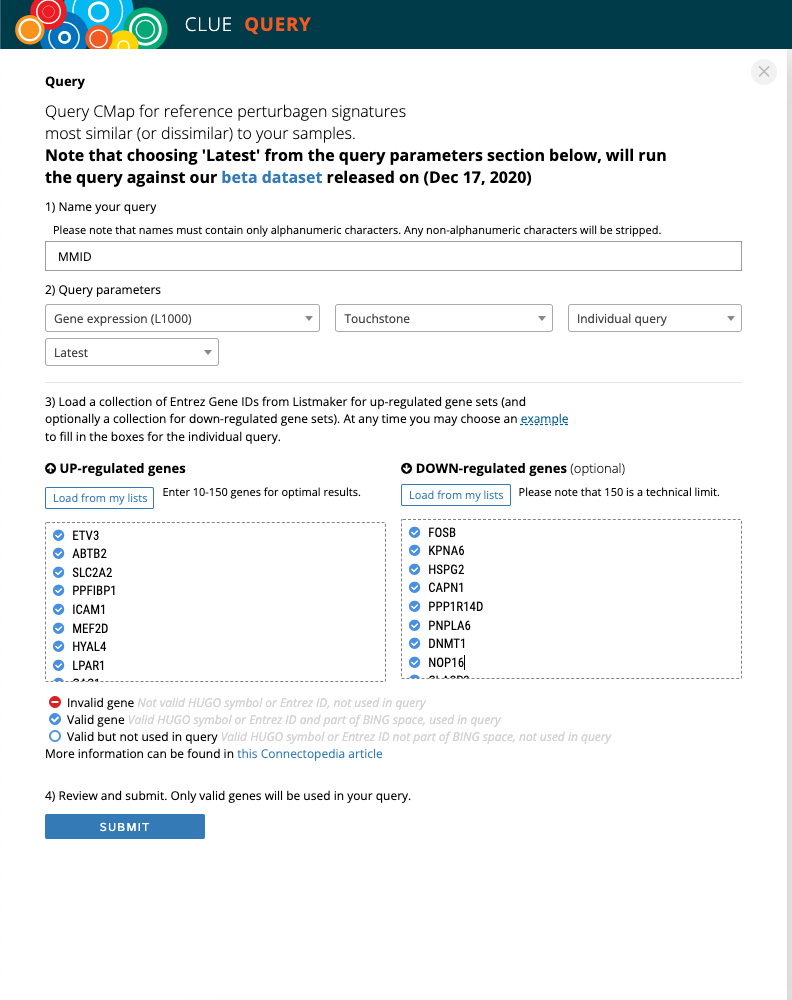 CLUE QUERY
Query
Query CMap for reference perturbagen signatures
most similar (or dissimilar) to your samples.
Note that choosing 'Latest' from the query parameters section below, will run
the query against our beta dataset released on (Dec 17, 2020)
1) Name your query
Please note that names must contain only alphanumeric characters. Any non-alphanumeric characters will be stripped.
MMID
2) Query parameters
Gene expression (L1000)
Touchstone
Individual query
Latest
3) Load a collection of Entrez Gene IDs from Listmaker for up-regulated gene sets (and
optionally a collection for down-regulated gene sets). At any time you may choose an example
to fill in the boxes for the individual query.
UP-regulated genes
Load from my lists
Enter 10-150 genes for optimal results.
ETV3
ABTB2
SLC2A2
PPFIBP1
ICAM1
MEF2D
HYAL4
LPAR1
DOWN-regulated genes (optional)
Load from my lists
Please note that 150 is a technical limit.
FOSB
KPNA6
HSPG2
CAPN1
PPP1R14D
PNPLA6
DNMT1
NOP16
Invalid gene Not valid HUGO symbol or Entrez ID, not used in query
Valid gene Valid HUGO symbol or Entrez ID and part of BING space, used in query
Valid but not used in query Valid HUGO symbol or Entrez ID not part of BING space, not used in query
More information can be found in this Connectopedia article
4) Review and submit. Only valid genes will be used in your query.
SUBMIT